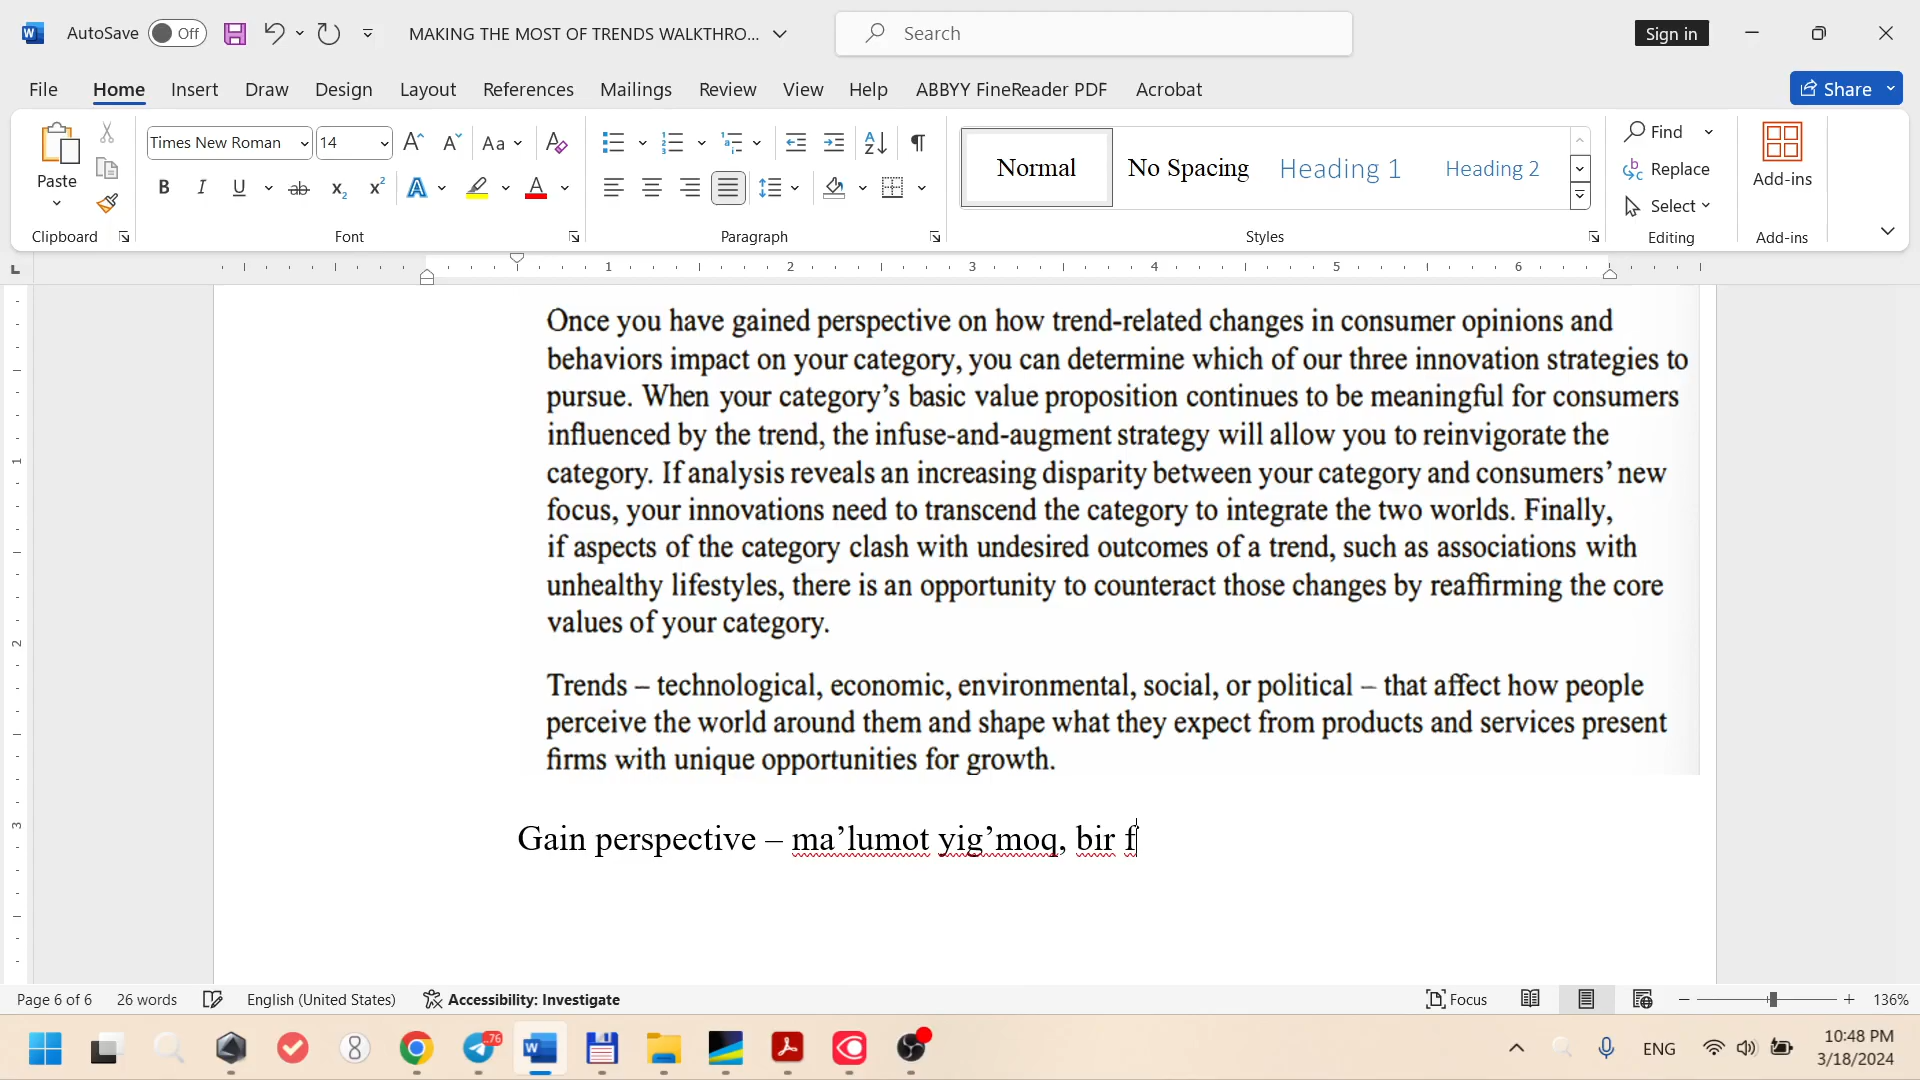 AutoSave Off MAKING THE MOST OF TRENDS WALKTHRO... Search Sign in
File Home Insert Draw Design Layout References Mailings Review View Help ABBYY FineReader PDF Acrobat Share
Paste
Clipboard
Times New Roman 14
Font
Paragraph
Normal No Spacing Heading 1 Heading 2
Styles
Find
Replace
Select
Editing
Add-ins
Add-ins
1 2 3 4 5 6
Once you have gained perspective on how trend-related changes in consumer opinions and
behaviors impact on your category, you can determine which of our three innovation strategies to
pursue. When your category’s basic value proposition continues to be meaningful for consumers
influenced by the trend, the infuse-and-augment strategy will allow you to reinvigorate the
category. If analysis reveals an increasing disparity between your category and consumers’ new
focus, your innovations need to transcend the category to integrate the two worlds. Finally,
if aspects of the category clash with undesired outcomes of a trend, such as associations with
unhealthy lifestyles, there is an opportunity to counteract those changes by reaffirming the core
values of your category.
Trends – technological, economic, environmental, social, or political – that affect how people
perceive the world around them and shape what they expect from products and services present
firms with unique opportunities for growth.
Gain perspective – ma’lumot yig’moq, bir f
1
2
3
Page 6 of 6 26 words English (United States) Accessibility: Investigate Focus 136%
76 ENG 10:48 PM
3/18/2024